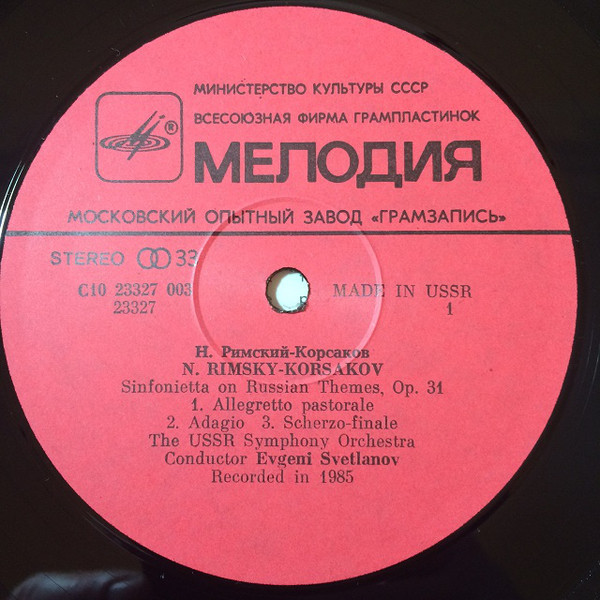 МИНИСТЕРСТВО КУЛЬТУРЫ СССР
ВСЕСОЮЗНАЯ ФИРМА ГРАМПЛАСТИНОК
®
МЕЛОДИЯ
МОСКОВСКИЙ ОПЫТНЫЙ ЗАВОД «ГРАМЗАПИСЬ»
STEREO 33
С10 23327 003 MADE IN USSR
23327 1
Н. Римский-Корсаков
N. RIMSKY-KORSAKOV
Sinfonietta on Russian Themes, Op. 31
1. Allegretto pastorale
2. Adagio 3. Scherzo-finale
The USSR Symphony Orchestra
Conductor Evgeni Svetlanov
Recorded in 1985